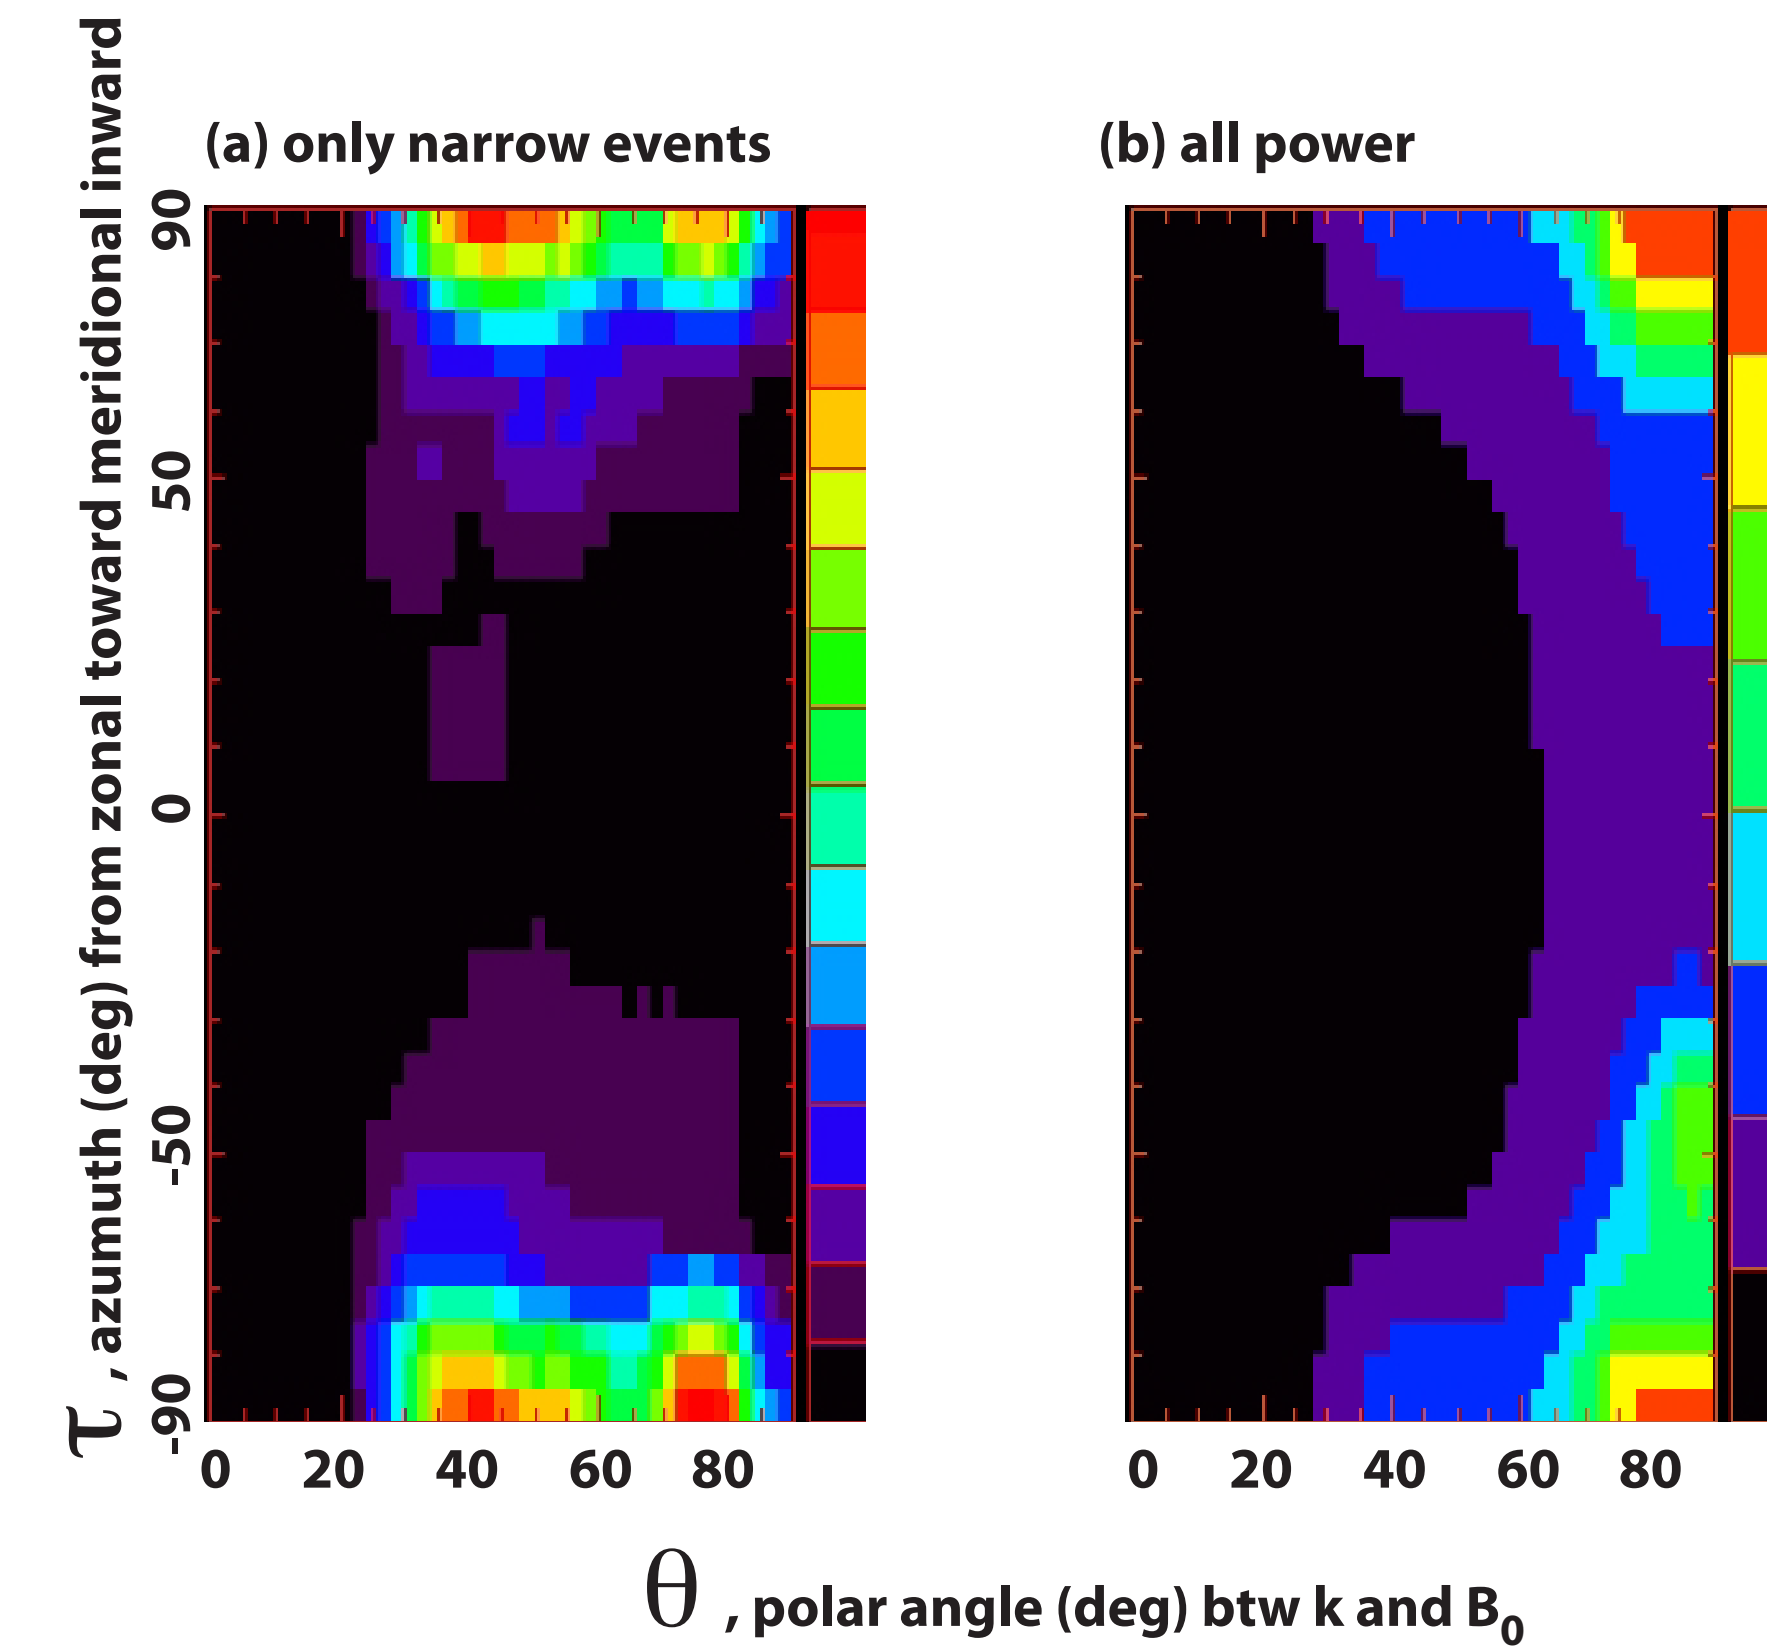 τ , azumuth (deg) from zonal toward meridional inward
(a) only narrow events
(b) all power
90
50
0
-50
-90
0 20 40 60 80
0 20 40 60 80
θ , polar angle (deg) btw k and B0